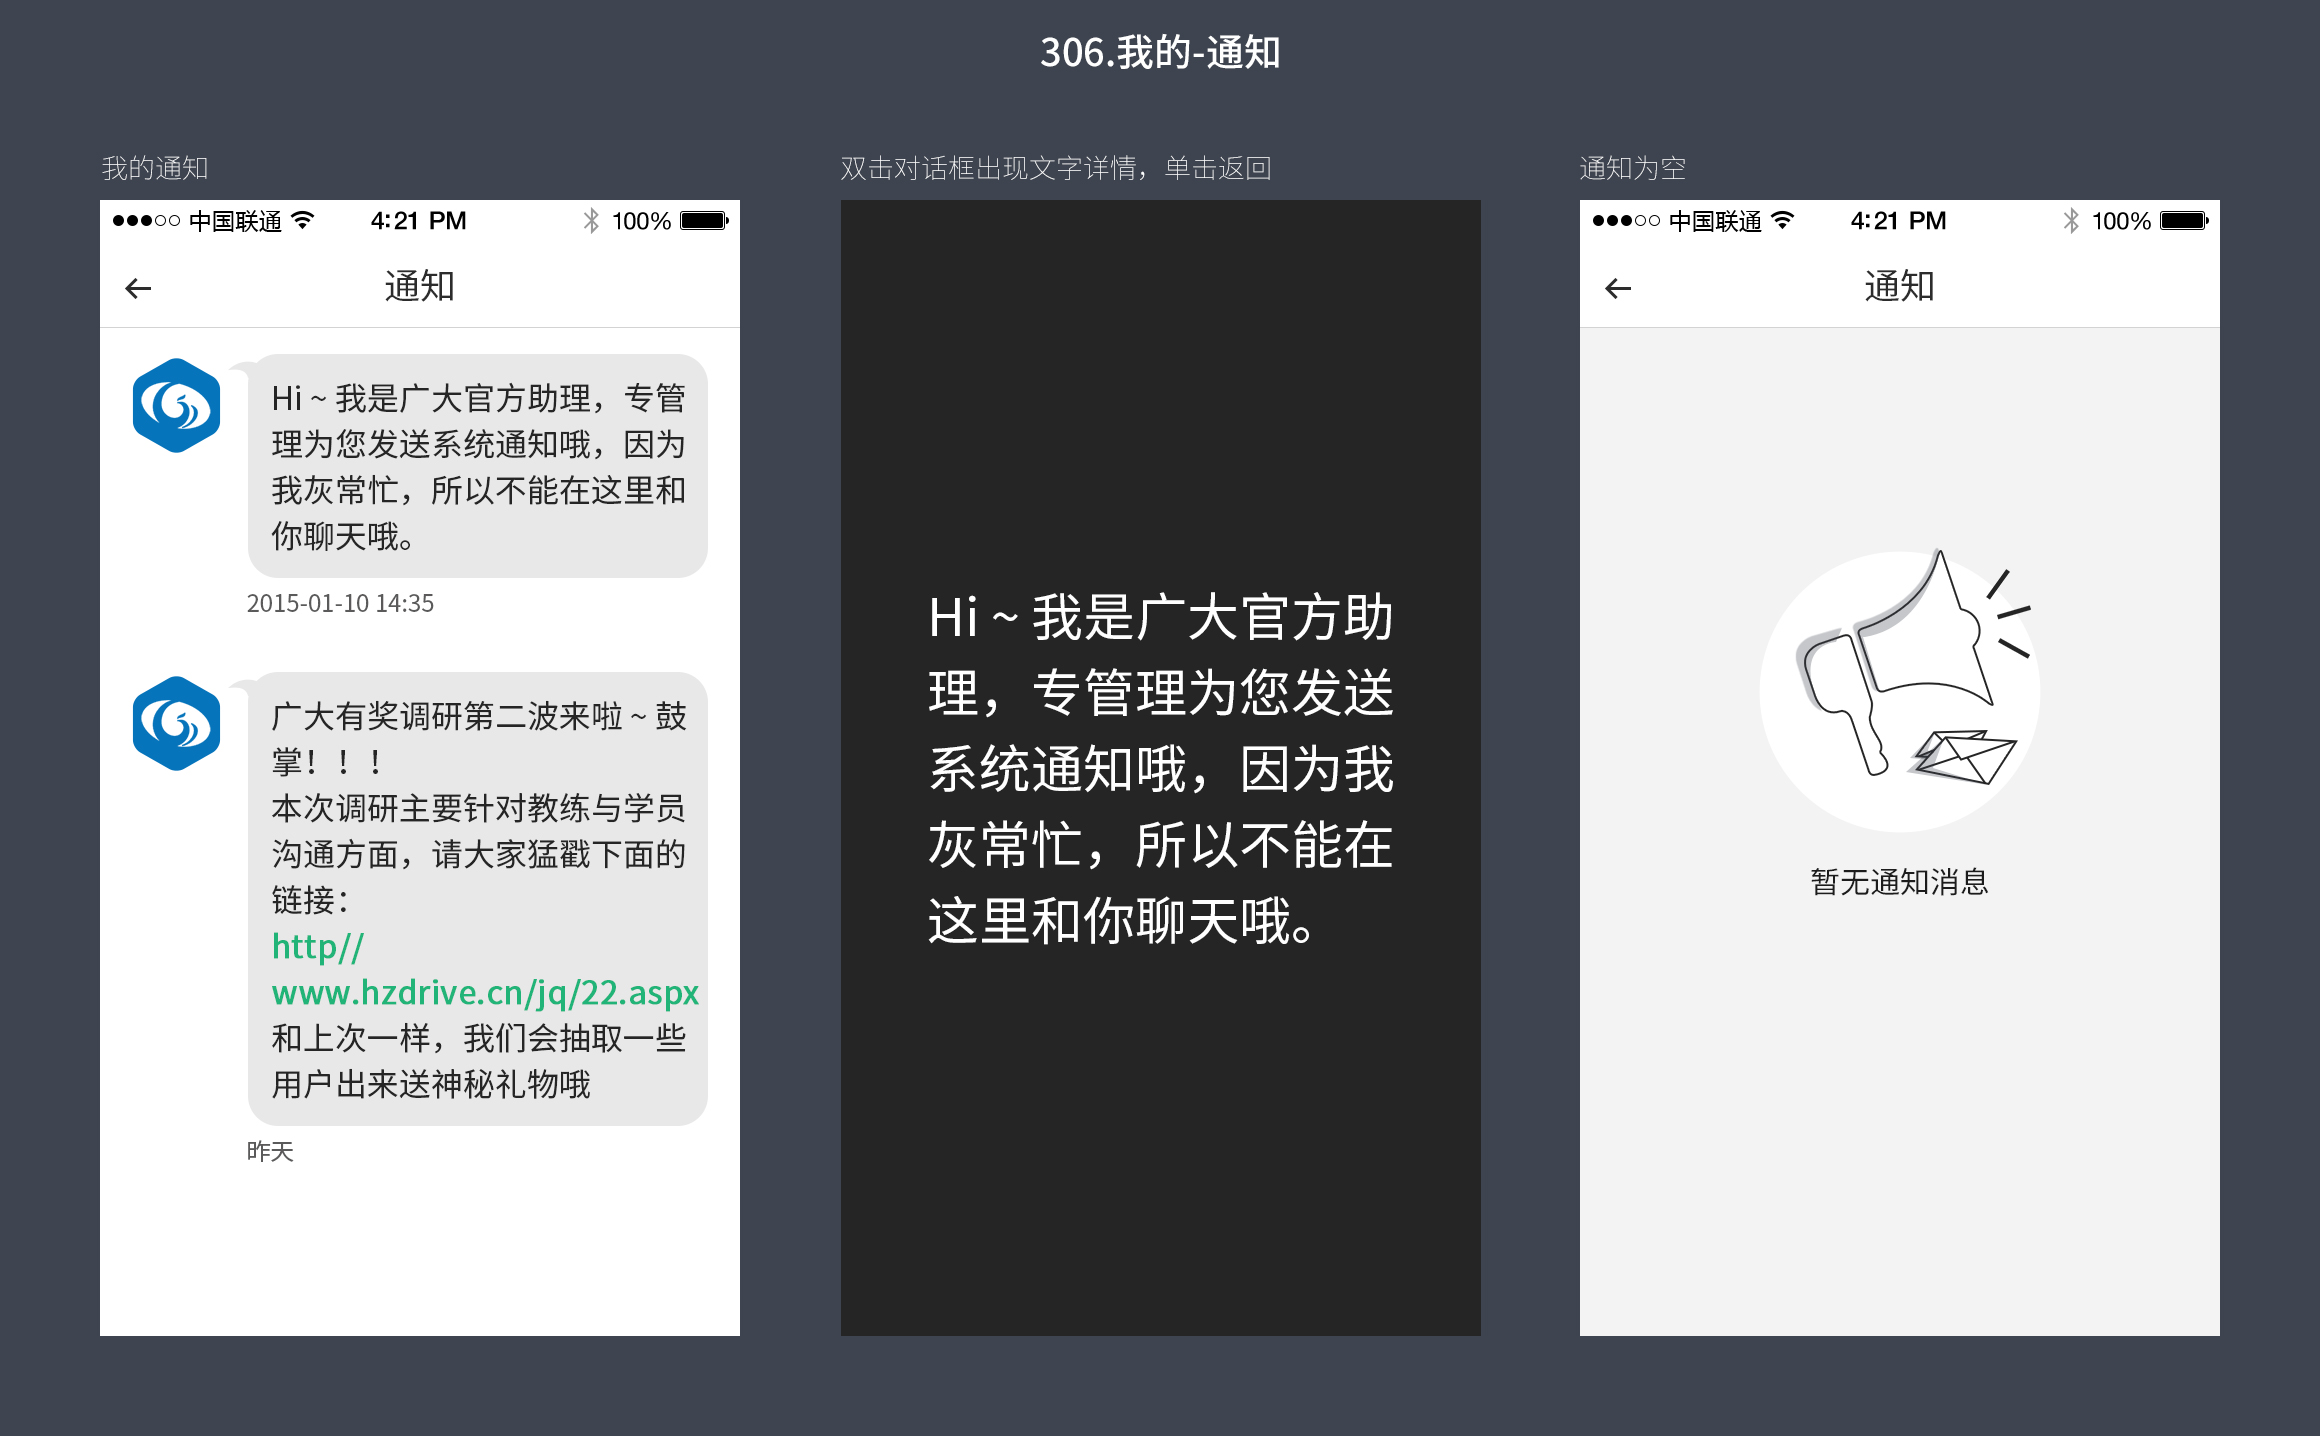 306.我的-通知
我的通知
中国联通 4:21 PM 100%
通知
Hi ~ 我是广大官方助理，专管
理为您发送系统通知哦，因为
我灰常忙，所以不能在这里和
你聊天哦。
2015-01-10 14:35
广大有奖调研第二波来啦 ~ 鼓
掌！！！
本次调研主要针对教练与学员
沟通方面，请大家猛戳下面的
链接：
http//
www.hzdrive.cn/jq/22.aspx
和上次一样，我们会抽取一些
用户出来送神秘礼物哦
昨天
双击对话框出现文字详情，单击返回
Hi ~ 我是广大官方助
理，专管理为您发送
系统通知哦，因为我
灰常忙，所以不能在
这里和你聊天哦。
通知为空
中国联通 4:21 PM 100%
通知
暂无通知消息